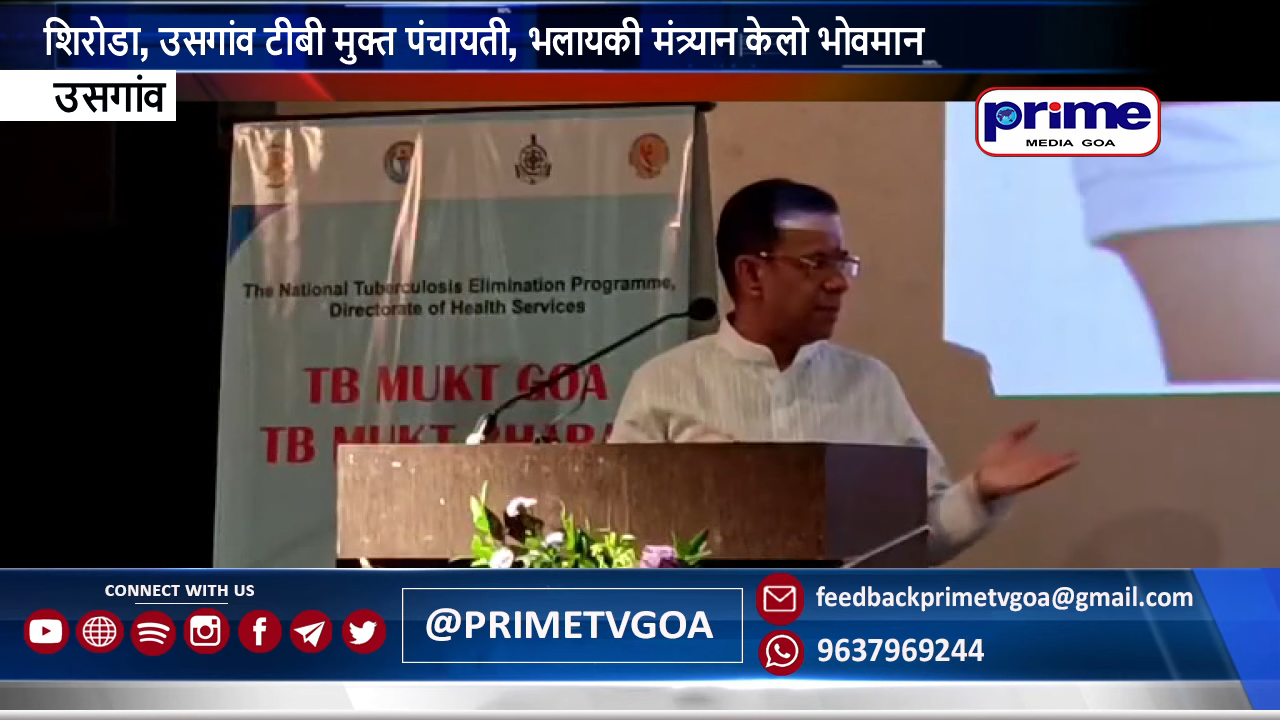 शिरोडा, उसगांव टीबी मुक्त पंचायती, भलायकी मंत्र्यान केलो भोवमान
उसगांव
prime
MEDIA GOA
The National Tuberculosis Elimination Programme,
Directorate of Health Services
TB MUKT GOA
TB MUKT
CONNECT WITH US
@PRIMETVGOA
feedbackprimetvgoa@gmail.com
9637969244